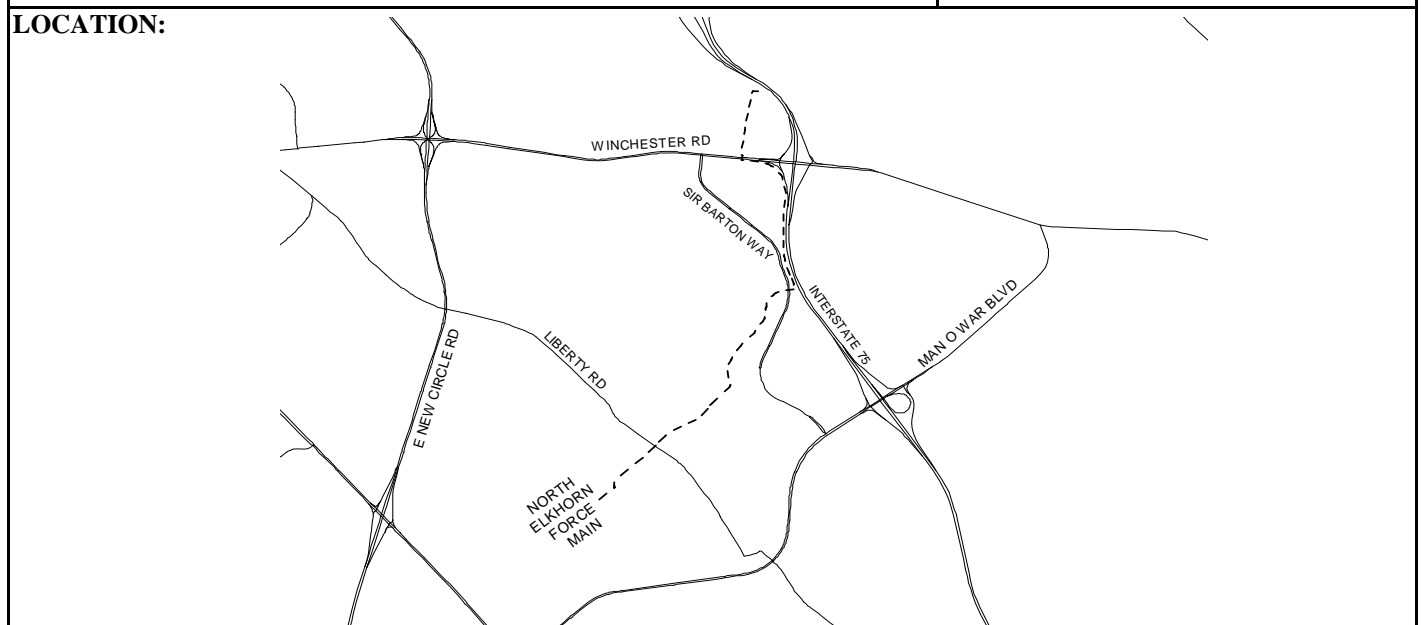 LOCATION:
WINCHESTER RD
SIR BARTON WAY
INTERSTATE 75
MAN O WAR BLVD
E NEW CIRCLE RD
LIBERTY RD
NORTH
ELKHORN
FORCE
MAIN